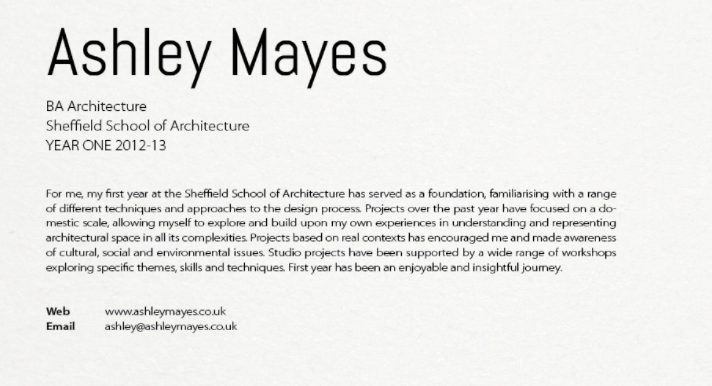 Ashley Mayes
BA Architecture
Sheffield School of Architecture
YEAR ONE 2012-13
For me, my first year at the Sheffield School of Architecture has served as a foundation, familiarising with a range
of different techniques and approaches to the design process. Projects over the past year have focused on a do-
mestic scale, allowing myself to explore and build upon my own experiences in understanding and representing
architectural space in all its complexities. Projects based on real contexts has encouraged me and made awareness
of cultural, social and environmental issues. Studio projects have been supported by a wide range of workshops
exploring specific themes, skills and techniques. First year has been an enjoyable and insightful journey.
Web www.ashleymayes.co.uk
Email ashley@ashleymayes.co.uk